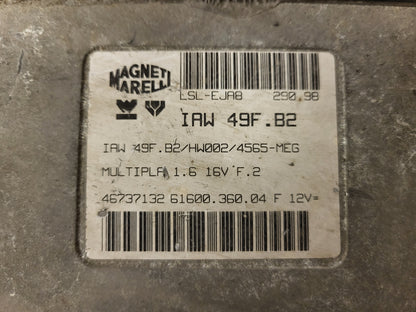 MAGNETI
MARELLI
LSL-EJA8 290.98
IAW 49F.B2
IAW 49F.B2/HW002/4565-MEG
MULTIPLA 1.6 16V F.2
46737132 61600.360.04 F 12V=